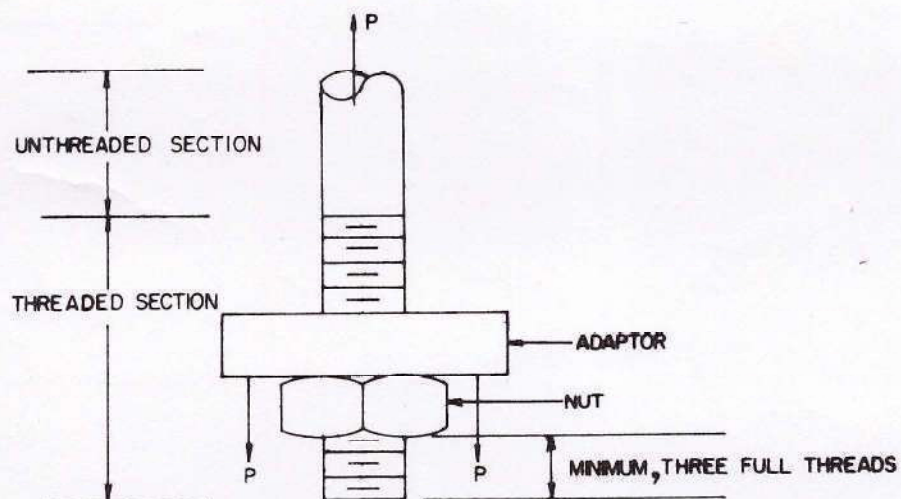 P
UNTHREADED SECTION
THREADED SECTION
ADAPTOR
NUT
P
P
MINIMUM, THREE FULL THREADS